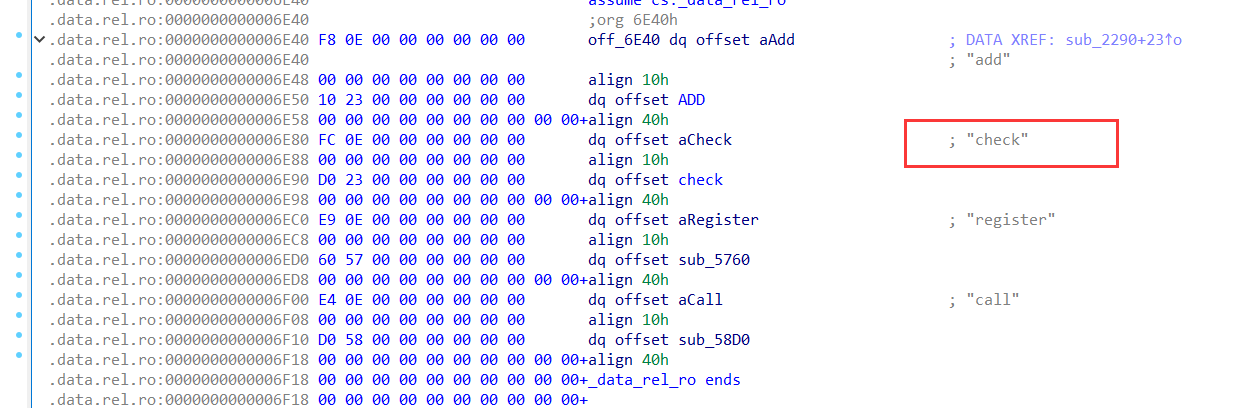 .data.rel.ro:0000000000006E40 assume cs:_data_rel_ro
.data.rel.ro:0000000000006E40 ;org 6E40h
.data.rel.ro:0000000000006E40 F8 0E 00 00 00 00 00 00 off_6E40 dq offset aAdd ; DATA XREF: sub_2290+23↑o
.data.rel.ro:0000000000006E40 ; "add"
.data.rel.ro:0000000000006E48 00 00 00 00 00 00 00 00 align 10h
.data.rel.ro:0000000000006E50 10 23 00 00 00 00 00 00 dq offset ADD
.data.rel.ro:0000000000006E58 00 00 00 00 00 00 00 00 00 00+align 40h
.data.rel.ro:0000000000006E80 FC 0E 00 00 00 00 00 00 dq offset aCheck ; "check"
.data.rel.ro:0000000000006E88 00 00 00 00 00 00 00 00 align 10h
.data.rel.ro:0000000000006E90 D0 23 00 00 00 00 00 00 dq offset check
.data.rel.ro:0000000000006E98 00 00 00 00 00 00 00 00 00 00+align 40h
.data.rel.ro:0000000000006EC0 E9 0E 00 00 00 00 00 00 dq offset aRegister ; "register"
.data.rel.ro:0000000000006EC8 00 00 00 00 00 00 00 00 align 10h
.data.rel.ro:0000000000006ED0 60 57 00 00 00 00 00 00 dq offset sub_5760
.data.rel.ro:0000000000006ED8 00 00 00 00 00 00 00 00 00 00+align 40h
.data.rel.ro:0000000000006F00 E4 0E 00 00 00 00 00 00 dq offset aCall ; "call"
.data.rel.ro:0000000000006F08 00 00 00 00 00 00 00 00 align 10h
.data.rel.ro:0000000000006F10 D0 58 00 00 00 00 00 00 dq offset sub_58D0
.data.rel.ro:0000000000006F18 00 00 00 00 00 00 00 00 00 00+align 40h
.data.rel.ro:0000000000006F18 00 00 00 00 00 00 00 00 00 00+_data_rel_ro ends
.data.rel.ro:0000000000006F18 00 00 00 00 00 00 00 00 00 00+